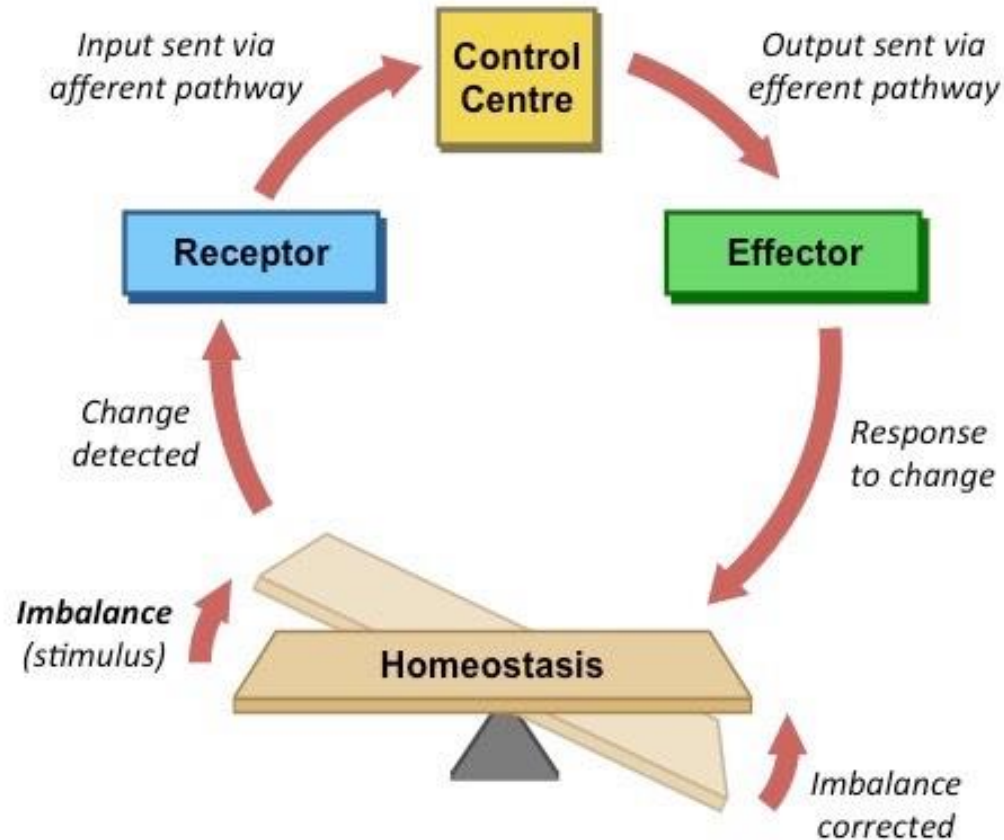 Input sent via
afferent pathway
Control
Centre
Output sent via
efferent pathway
Receptor
Effector
Change
detected
Response
to change
Imbalance
(stimulus)
Homeostasis
Imbalance
corrected